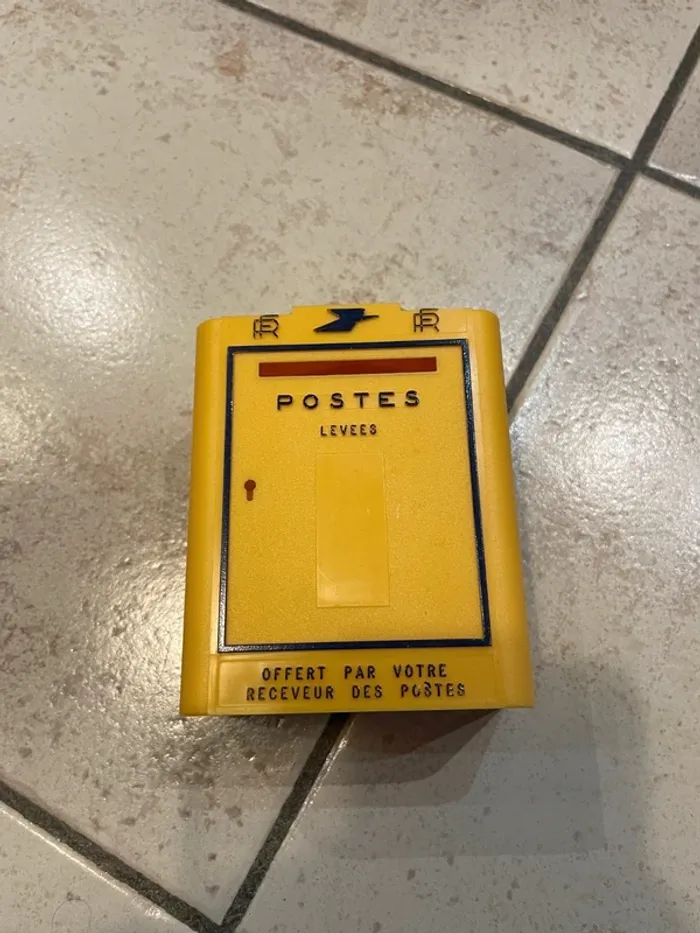 RF RF
POSTES
LEVEES
OFFERT PAR VOTRE
RECEVEUR DES POSTES